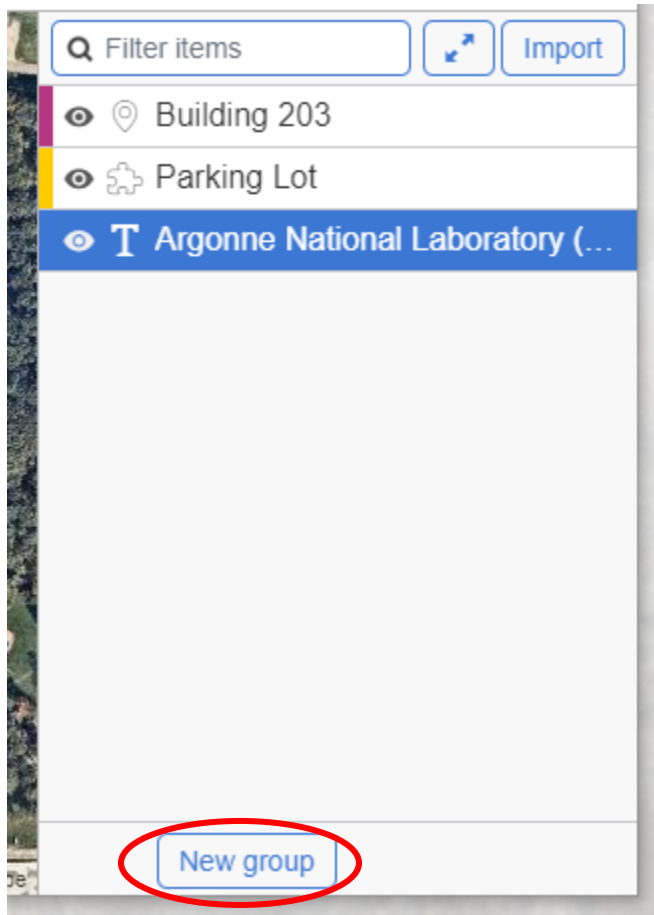 Filter items
Import
Building 203
Parking Lot
T Argonne National Laboratory (...
New group